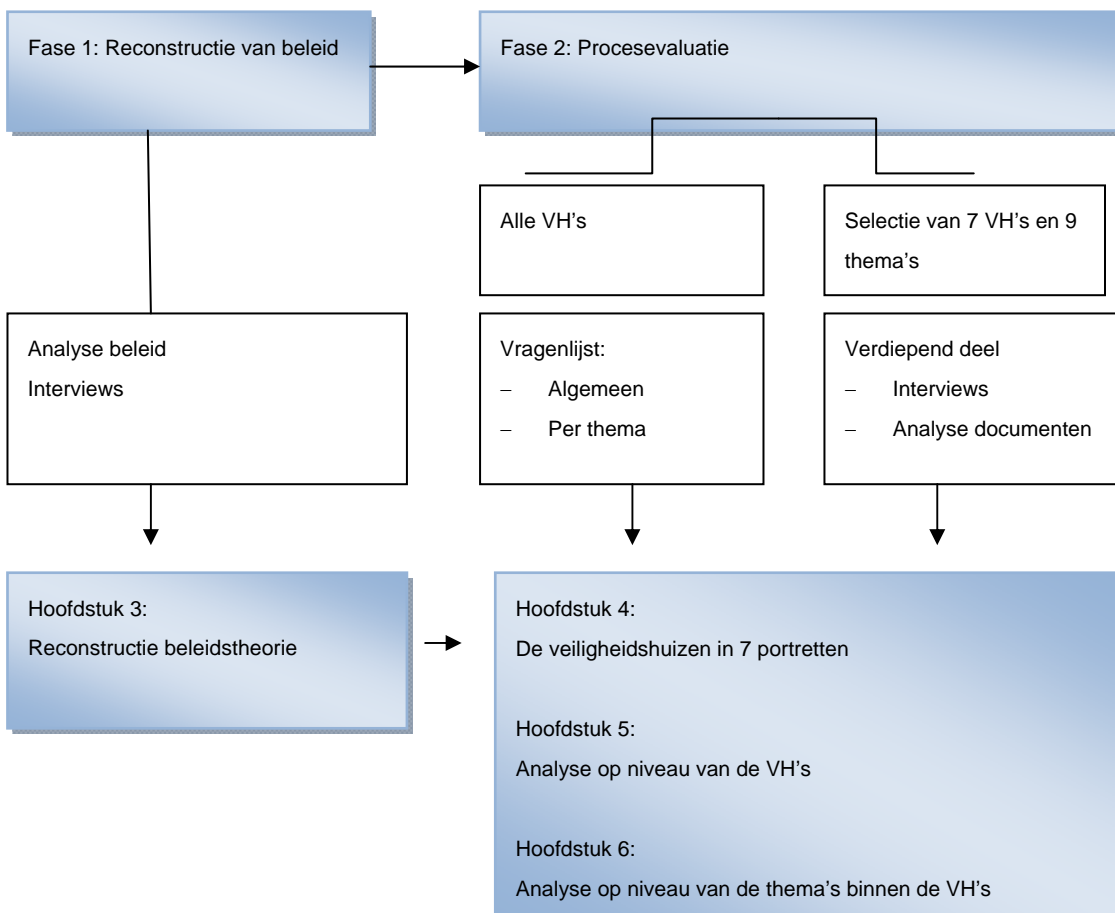 Fase 1: Reconstructie van beleid
Fase 2: Procesevaluatie
Alle VH's
Selectie van 7 VH's en 9
thema's
Analyse beleid
Interviews
Vragenlijst:
– Algemeen
– Per thema
Verdiepend deel
– Interviews
– Analyse documenten
Hoofdstuk 3:
Reconstructie beleidstheorie
Hoofdstuk 4:
De veiligheidshuizen in 7 portretten
Hoofdstuk 5:
Analyse op niveau van de VH's
Hoofdstuk 6:
Analyse op niveau van de thema's binnen de VH's